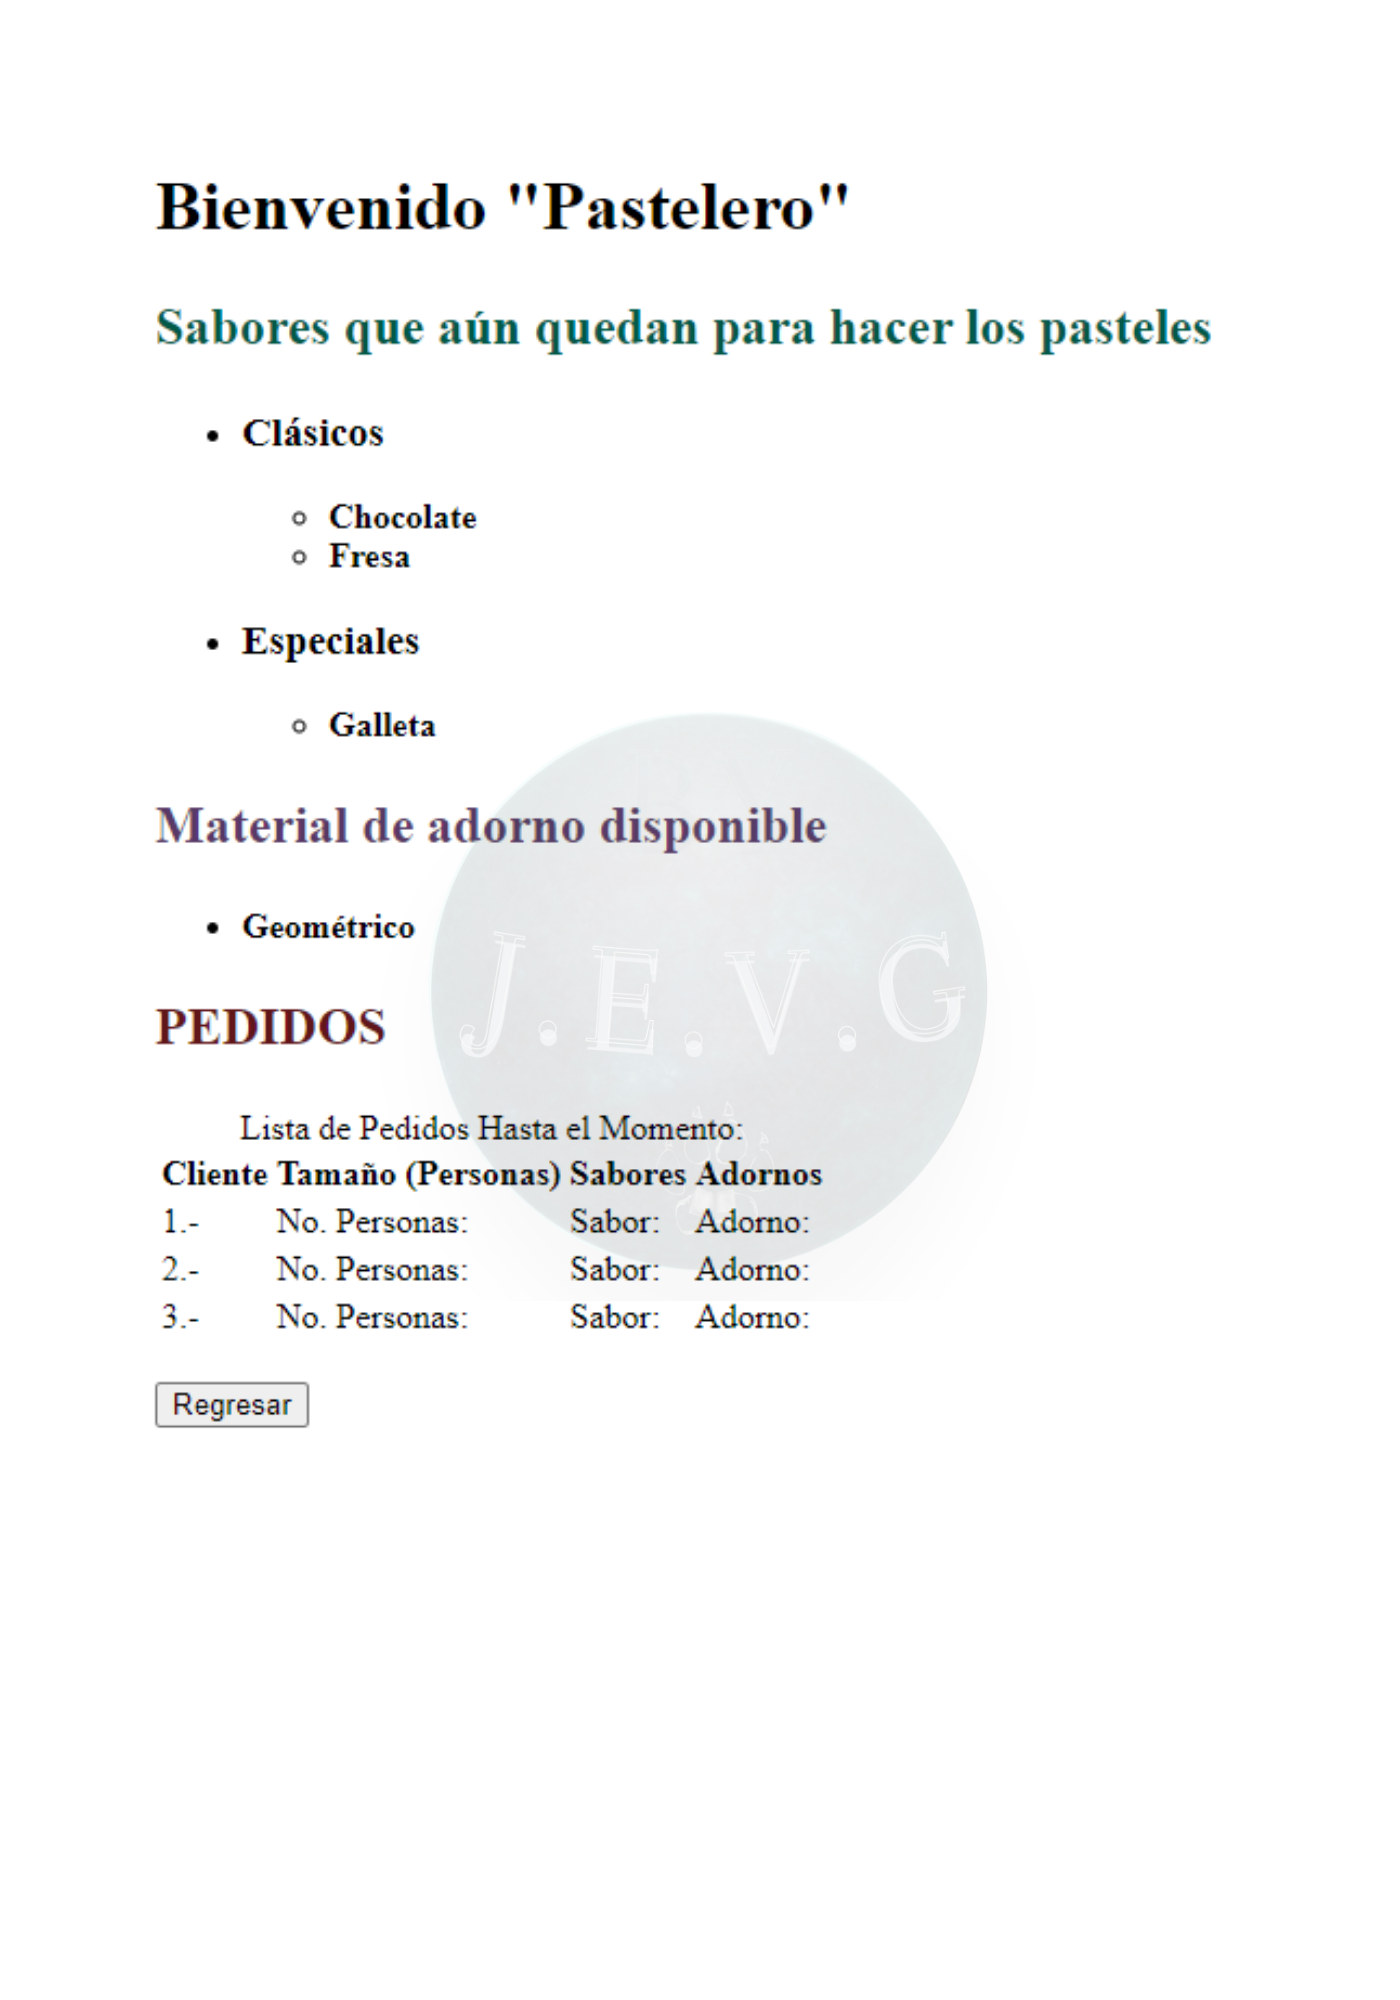 Bienvenido "Pastelero"
Sabores que aún quedan para hacer los pasteles
Clásicos
Chocolate
Fresa
Especiales
Galleta
Material de adorno disponible
Geométrico
J.E.V.G
PEDIDOS
Lista de Pedidos Hasta el Momento:
Cliente Tamaño (Personas) Sabores Adornos
1.- No. Personas: Sabor: Adorno:
2.- No. Personas: Sabor: Adorno:
3.- No. Personas: Sabor: Adorno:
Regresar